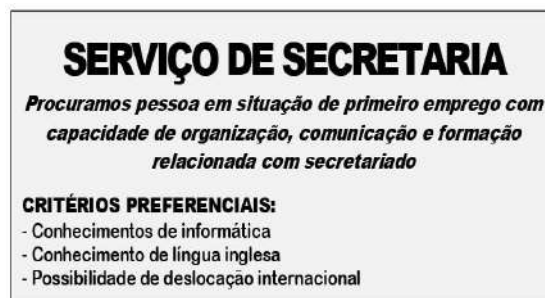 SERVIÇO DE SECRETARIA
Procuramos pessoa em situação de primeiro emprego com
capacidade de organização, comunicação e formação
relacionada com secretariado
CRITÉRIOS PREFERENCIAIS:
- Conhecimentos de informática
- Conhecimento de língua inglesa
- Possibilidade de deslocação internacional